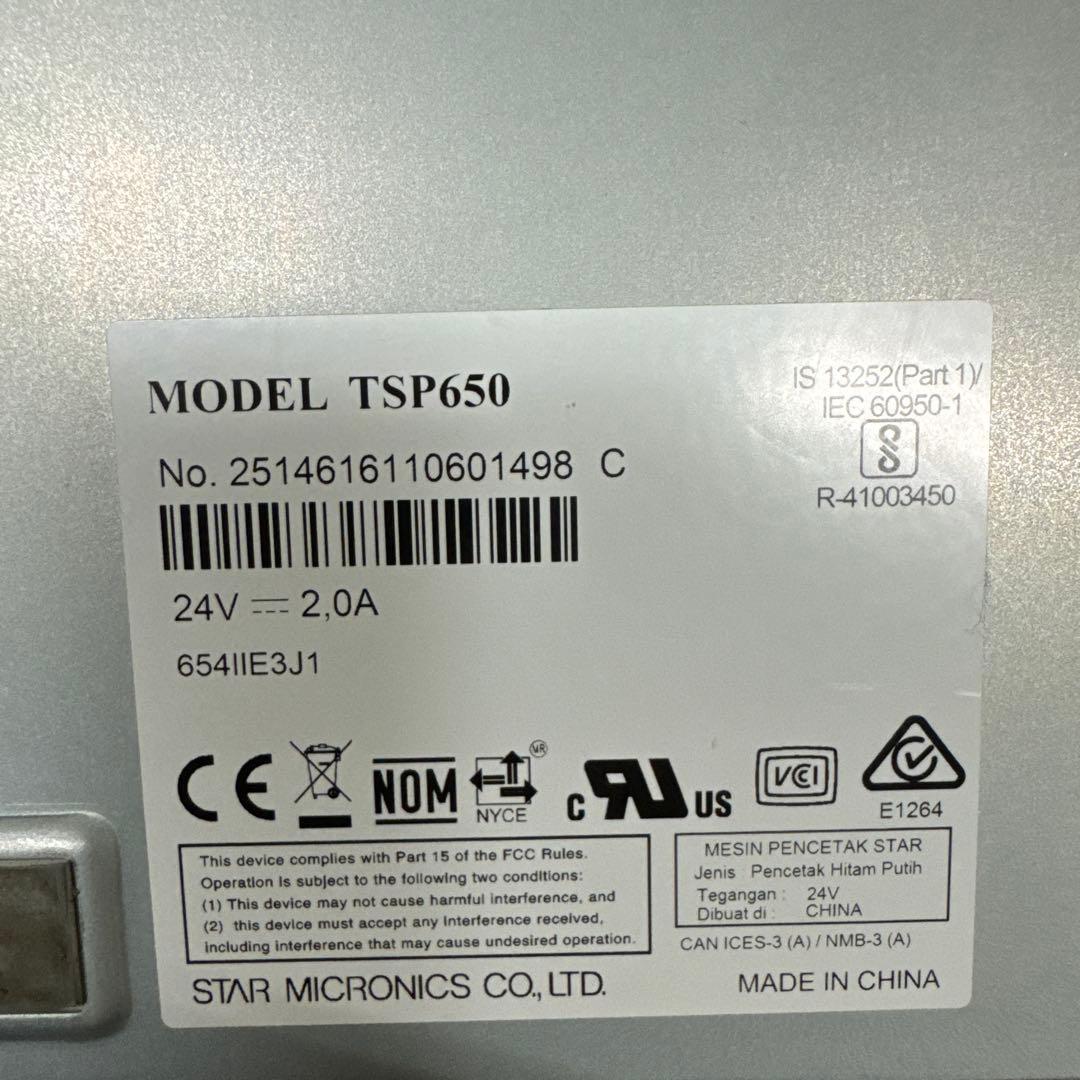 MODEL TSP650
IS 13252(Part 1)/
IEC 60950-1
R-41003450
No. 2514616110601498 C
24V ⎓ 2,0A
654IIE3J1
CE
NOM
NYCE
MR
c RU US
VCCI
E1264
This device complies with Part 15 of the FCC Rules.
Operation is subject to the following two conditions:
(1) This device may not cause harmful interference, and
(2) this device must accept any interference received,
including interference that may cause undesired operation.
MESIN PENCETAK STAR
Jenis : Pencetak Hitam Putih
Tegangan : 24V
Dibuat di : CHINA
CAN ICES-3 (A) / NMB-3 (A)
STAR MICRONICS CO., LTD.
MADE IN CHINA